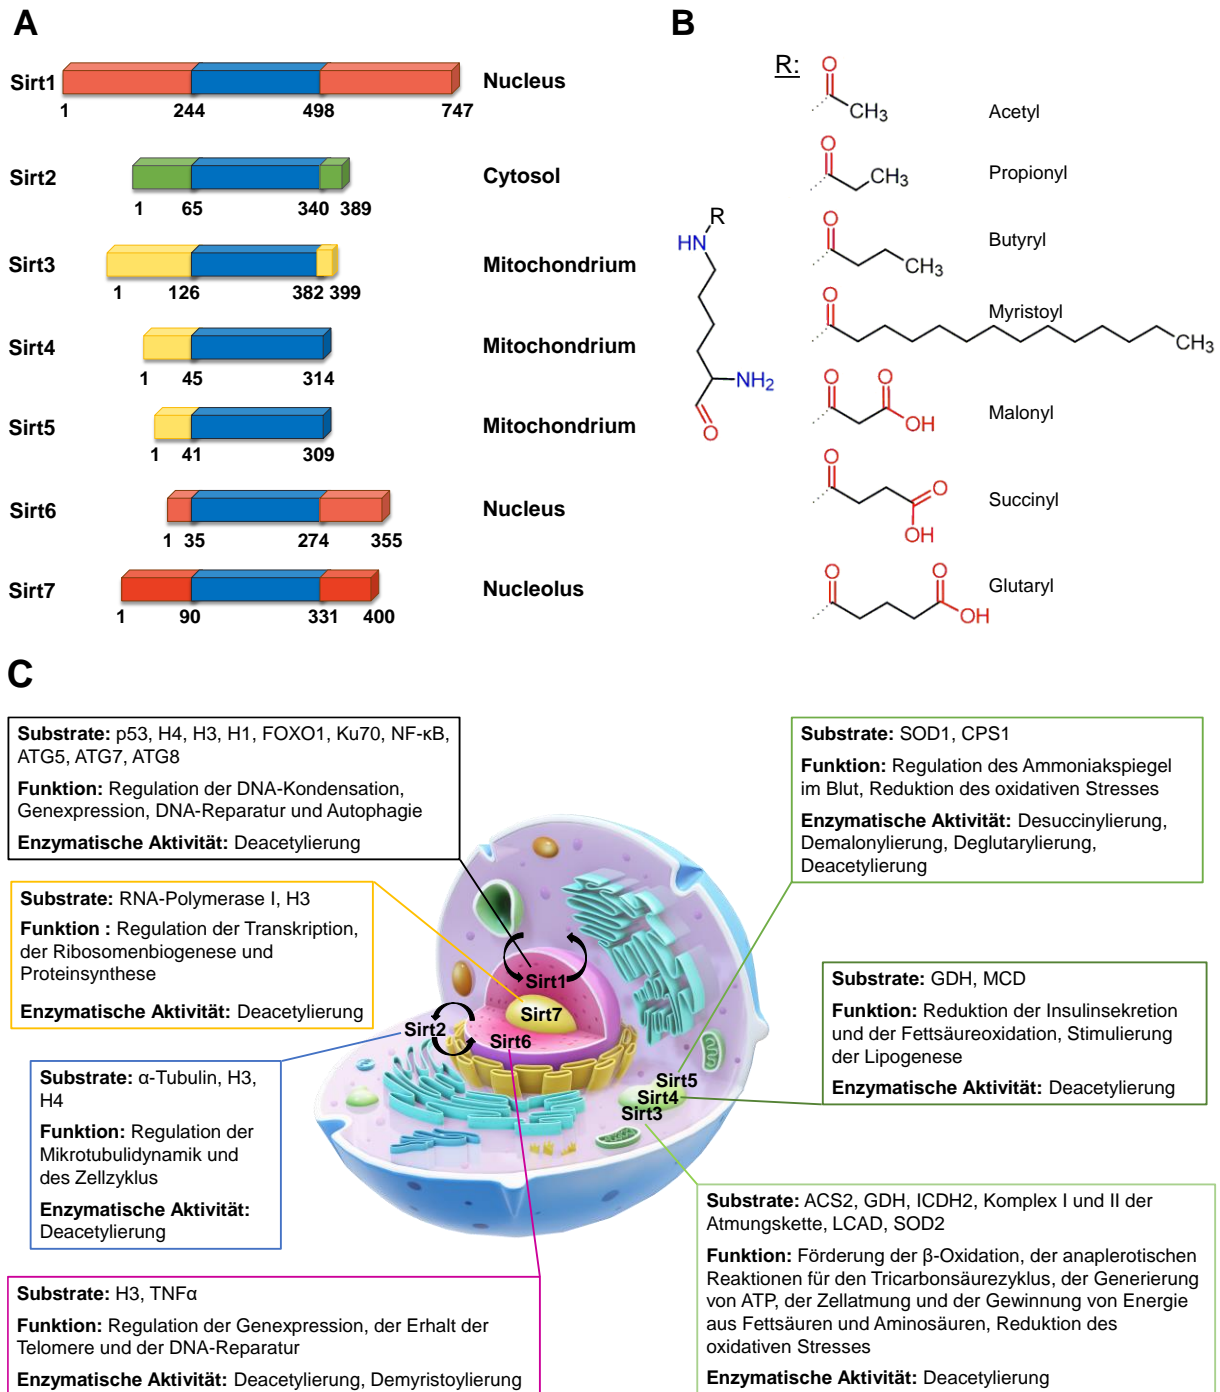 A
Sirt1
Nucleus
1 244 498 747
Sirt2
Cytosol
1 65 340 389
Sirt3
Mitochondrium
1 126 382 399
Sirt4
Mitochondrium
1 45 314
Sirt5
Mitochondrium
1 41 309
Sirt6
Nucleus
1 35 274 355
Sirt7
Nucleolus
1 90 331 400
B
R:
R
HN
NH2
O
O
CH3
Acetyl
O
CH3
Propionyl
O
CH3
Butyryl
O
CH3
Myristoyl
O O
OH
Malonyl
O
O
OH
Succinyl
O O
OH
Glutaryl
C
Substrate: p53, H4, H3, H1, FOXO1, Ku70, NF-κB,
ATG5, ATG7, ATG8
Funktion: Regulation der DNA-Kondensation,
Genexpression, DNA-Reparatur und Autophagie
Enzymatische Aktivität: Deacetylierung
Substrate: RNA-Polymerase I, H3
Funktion : Regulation der Transkription,
der Ribosomenbiogenese und
Proteinsynthese
Enzymatische Aktivität: Deacetylierung
Substrate: α-Tubulin, H3,
H4
Funktion: Regulation der
Mikrotubulidynamik und
des Zellzyklus
Enzymatische Aktivität:
Deacetylierung
Substrate: H3, TNFα
Funktion: Regulation der Genexpression, der Erhalt der
Telomere und der DNA-Reparatur
Enzymatische Aktivität: Deacetylierung, Demyristoylierung
Sirt1
Sirt7
Sirt2
Sirt6
Sirt5
Sirt4
Sirt3
Substrate: SOD1, CPS1
Funktion: Regulation des Ammoniakspiegel
im Blut, Reduktion des oxidativen Stresses
Enzymatische Aktivität: Desuccinylierung,
Demalonylierung, Deglutarylierung,
Deacetylierung
Substrate: GDH, MCD
Funktion: Reduktion der Insulinsekretion
und der Fettsäureoxidation, Stimulierung
der Lipogenese
Enzymatische Aktivität: Deacetylierung
Substrate: ACS2, GDH, ICDH2, Komplex I und II der
Atmungskette, LCAD, SOD2
Funktion: Förderung der β-Oxidation, der anaplerotischen
Reaktionen für den Tricarbonsäurezyklus, der Generierung
von ATP, der Zellatmung und der Gewinnung von Energie
aus Fettsäuren und Aminosäuren, Reduktion des
oxidativen Stresses
Enzymatische Aktivität: Deacetylierung